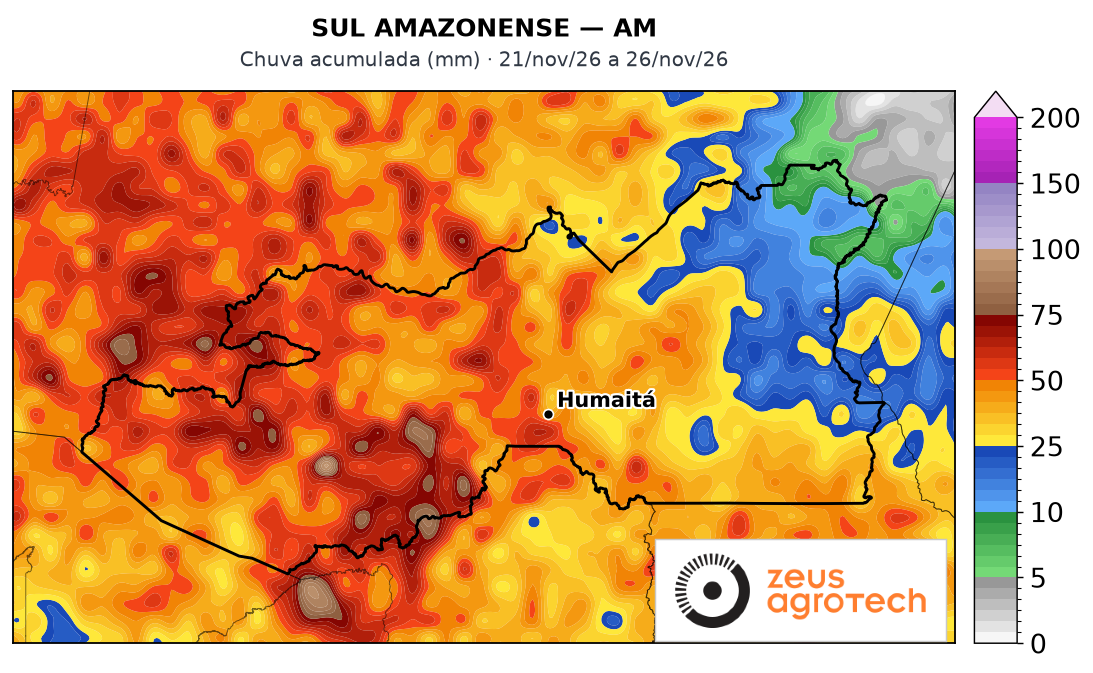 SUL AMAZONENSE — AM
Chuva acumulada (mm) · 21/nov/26 a 26/nov/26
200
150
100
75
50
25
10
5
0
Humaitá
zeus
agrotech